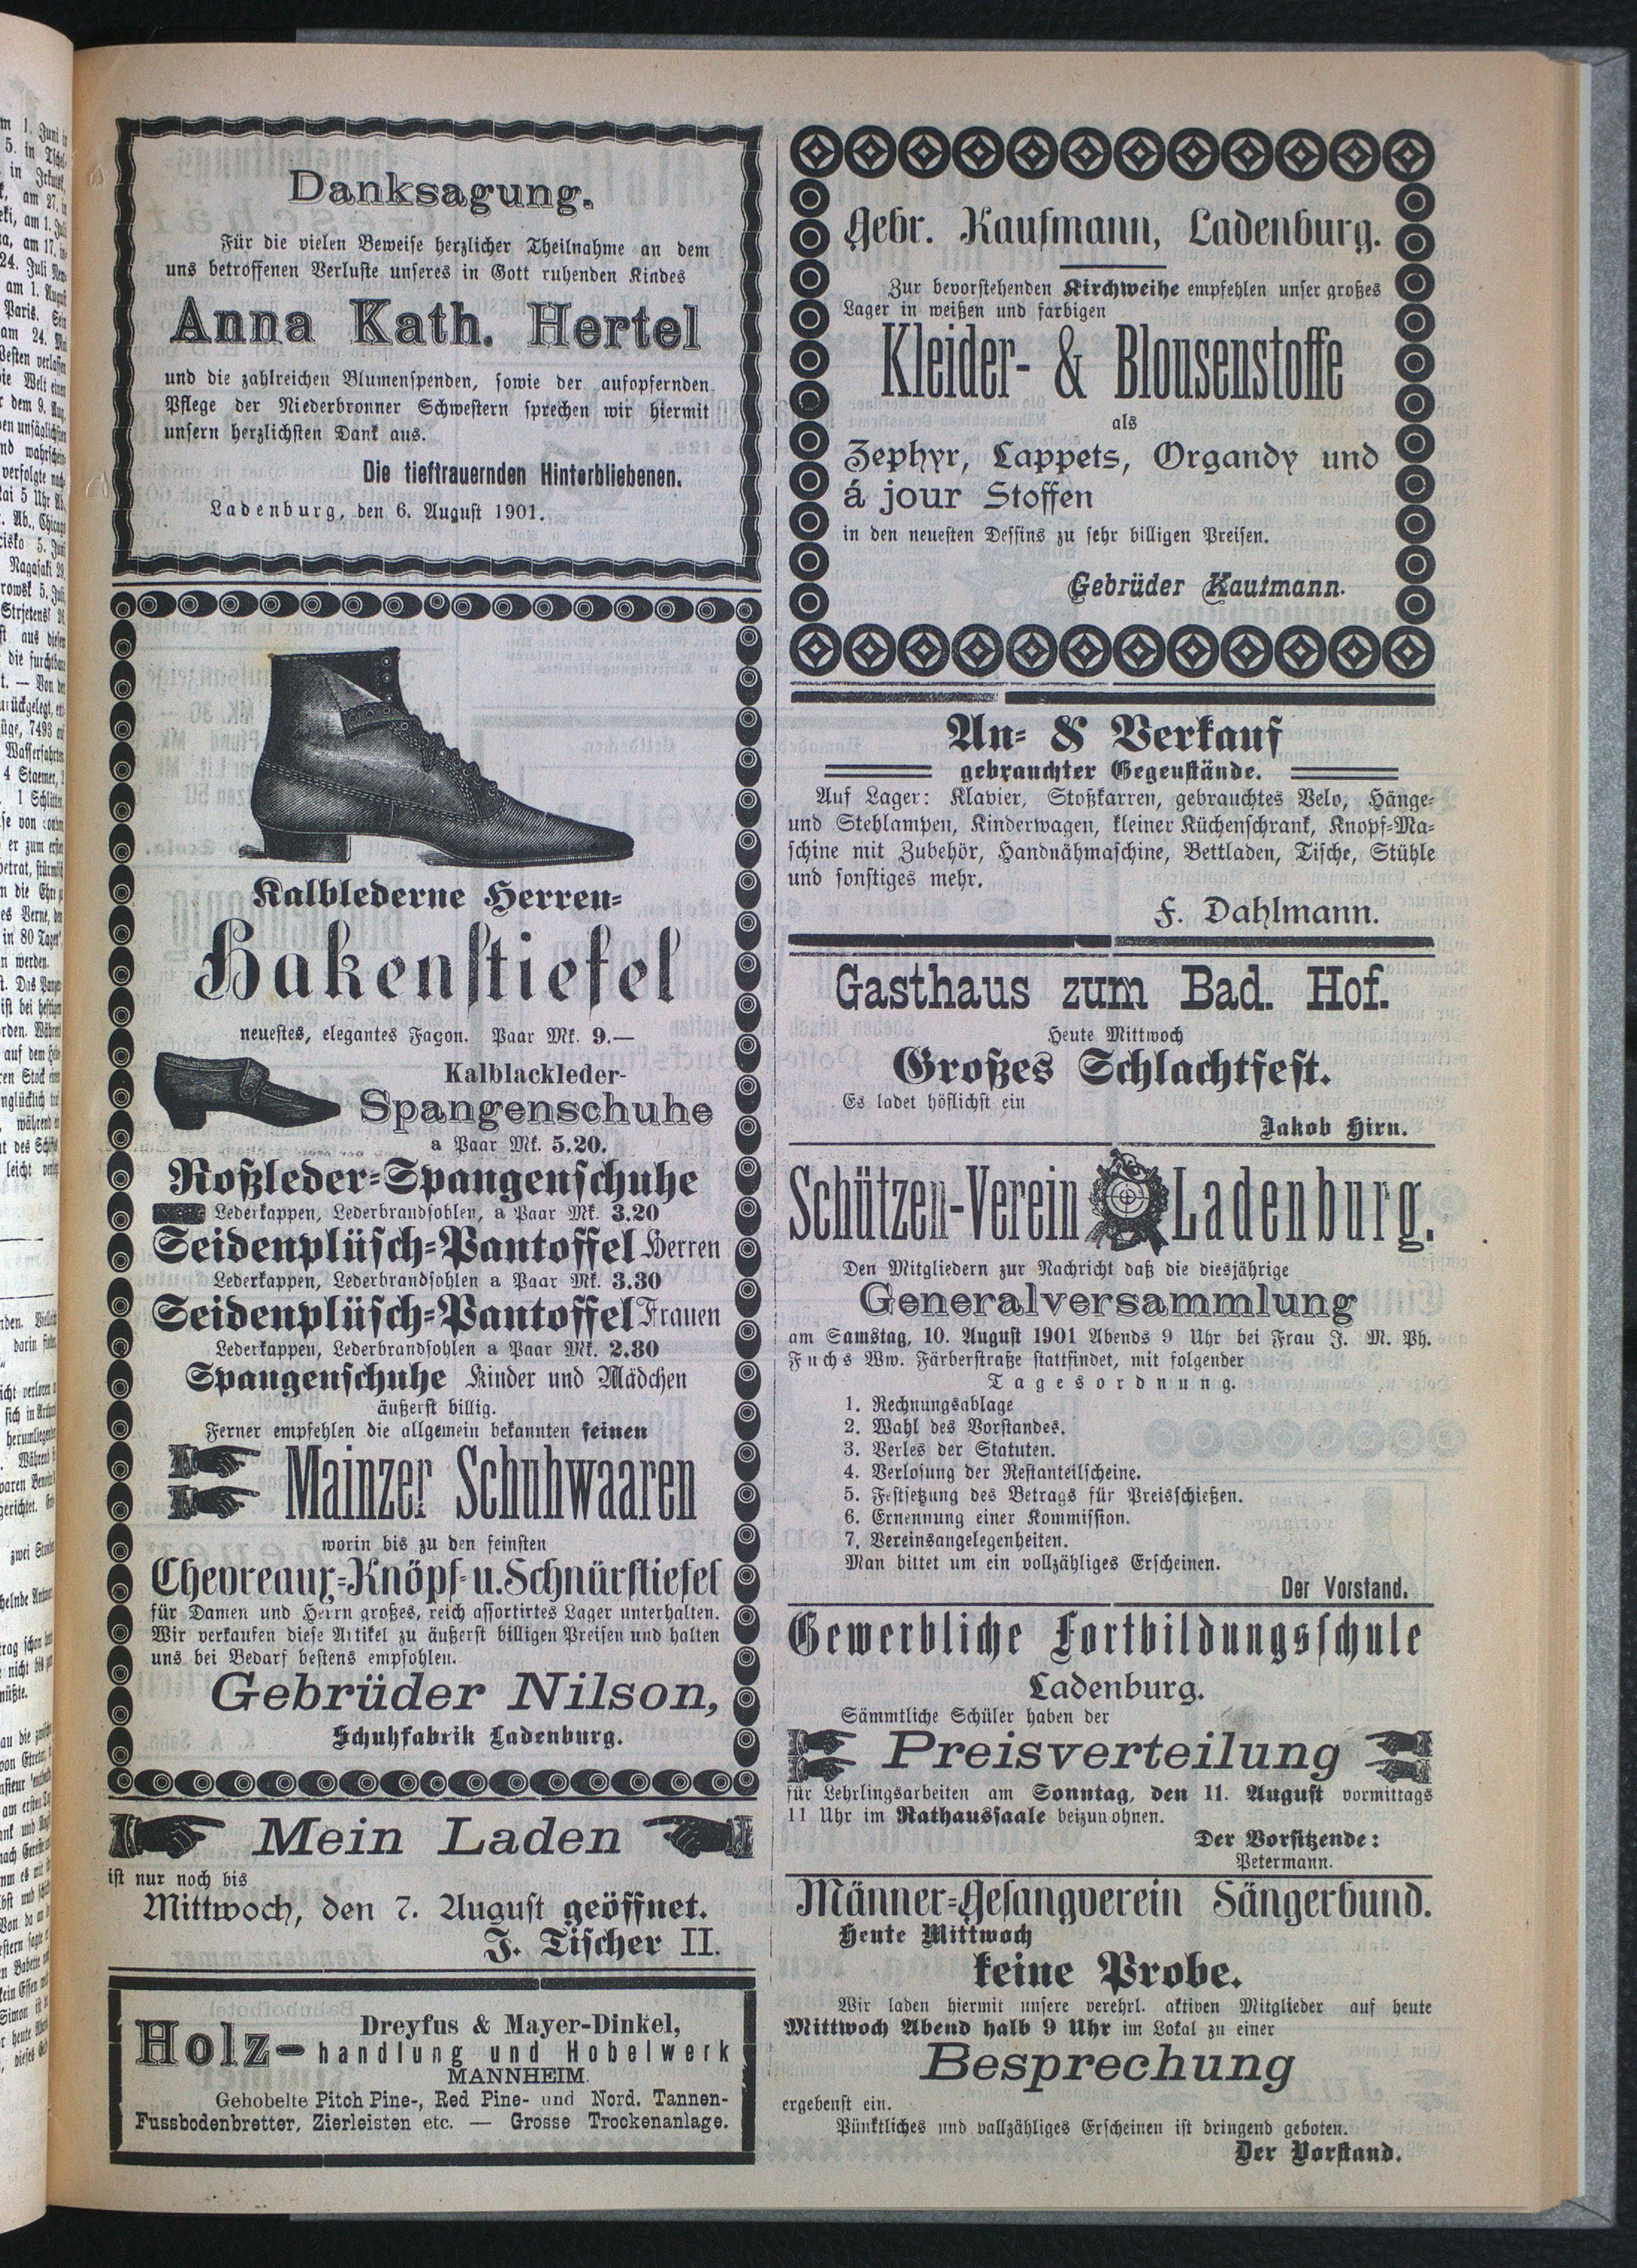 Danksagung.
Für die vielen Beweise herzlicher Theilnahme an dem
uns betroffenen Verluste unseres in Gott ruhenden Kindes
Anna Kath. Hertel
und die zahlreichen Blumenspenden, sowie der aufopfernden
Pflege der Niederbronner Schwestern sprechen wir hiermit
unsern herzlichsten Dank aus.
Die tieftrauernden Hinterbliebenen.
Ladenburg, den 6. August 1901.
Kalblederne Herren-
Hakenstiefel
neuestes, elegantes Façon. Paar Mk. 9.—
Kalblackleder-
Spangenschuhe
a Paar Mk. 5.20.
Roßleder-Spangenschuhe
Lederkappen, Lederbrandsohlen, a Paar Mk. 3.20
Seidenplüsch-Pantoffel Herren
Lederkappen, Lederbrandsohlen a Paar Mk. 3.30
Seidenplüsch-Pantoffel Frauen
Lederkappen, Lederbrandsohlen a Paar Mk. 2.80
Spangenschuhe Kinder und Mädchen
äußerst billig.
Ferner empfehlen die allgemein bekannten feinen
Mainzer Schuhwaaren
worin bis zu den feinsten
Chevreaux-Knöpf- u. Schnürstiefel
für Damen und Herrn großes, reich assortirtes Lager unterhalten.
Wir verkaufen diese Artikel zu äußerst billigen Preisen und halten
uns bei Bedarf bestens empfohlen.
Gebrüder Nilson,
Schuhfabrik Ladenburg.
Mein Laden
ist nur noch bis
Mittwoch, den 7. August geöffnet.
J. Tischer II.
Dreyfus & Mayer-Dinkel,
Holz- handlung und Hobelwerk
MANNHEIM.
Gehobelte Pitch Pine-, Red Pine- und Nord. Tannen-
Fussbodenbretter, Zierleisten etc. — Grosse Trockenanlage.
Gebr. Kaufmann, Ladenburg.
Zur bevorstehenden Kirchweihe empfehlen unser großes
Lager in weißen und farbigen
Kleider- & Blousenstoffe
als
Zephyr, Lappets, Organdy und
á jour Stoffen
in den neuesten Dessins zu sehr billigen Preisen.
Gebrüder Kaufmann.
An- & Verkauf
gebrauchter Gegenstände.
Auf Lager: Klavier, Stoßkarren, gebrauchtes Velo, Hänge-
und Stehlampen, Kinderwagen, kleiner Küchenschrank, Knopf-Ma-
schine mit Zubehör, Handnähmaschine, Bettladen, Tische, Stühle
und sonstiges mehr.
F. Dahlmann.
Gasthaus zum Bad. Hof.
Heute Mittwoch
Großes Schlachtfest.
Es ladet höflichst ein
Jakob Hirn.
Schützen-Verein Ladenburg.
Den Mitgliedern zur Nachricht daß die diesjährige
Generalversammlung
am Samstag, 10. August 1901 Abends 9 Uhr bei Frau J. M. Ph.
Fuchs Ww. Färberstraße stattfindet, mit folgender
Tagesordnung.
1. Rechnungsablage
2. Wahl des Vorstandes.
3. Verles der Statuten.
4. Verlosung der Restanteilscheine.
5. Festsetzung des Betrags für Preisschießen.
6. Ernennung einer Kommission.
7. Vereinsangelegenheiten.
Man bittet um ein vollzähliges Erscheinen.
Der Vorstand.
Gewerbliche Fortbildungsschule
Ladenburg.
Sämmtliche Schüler haben der
Preisverteilung
für Lehrlingsarbeiten am Sonntag, den 11. August vormittags
11 Uhr im Rathaussaale beizuwohnen.
Der Vorsitzende:
Petermann.
Männer-Gesangverein Sängerbund.
Heute Mittwoch
keine Probe.
Wir laden hiermit unsere verehrl. aktiven Mitglieder auf heute
Mittwoch Abend halb 9 Uhr im Lokal zu einer
Besprechung
ergebenst ein.
Pünktliches und vallzähliges Erscheinen ist dringend geboten.
Der Vorstand.